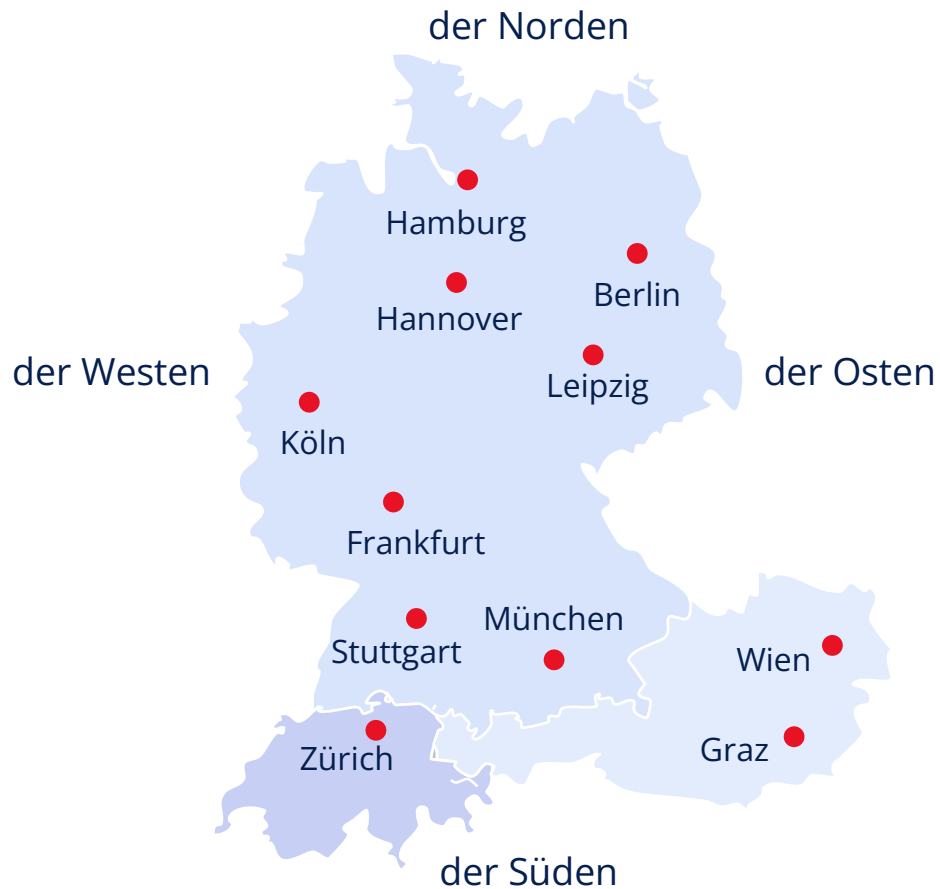 der Norden
Hamburg
Berlin
Hannover
der Westen
der Osten
Leipzig
Köln
Frankfurt
München
Stuttgart
Wien
Graz
Zürich
der Süden